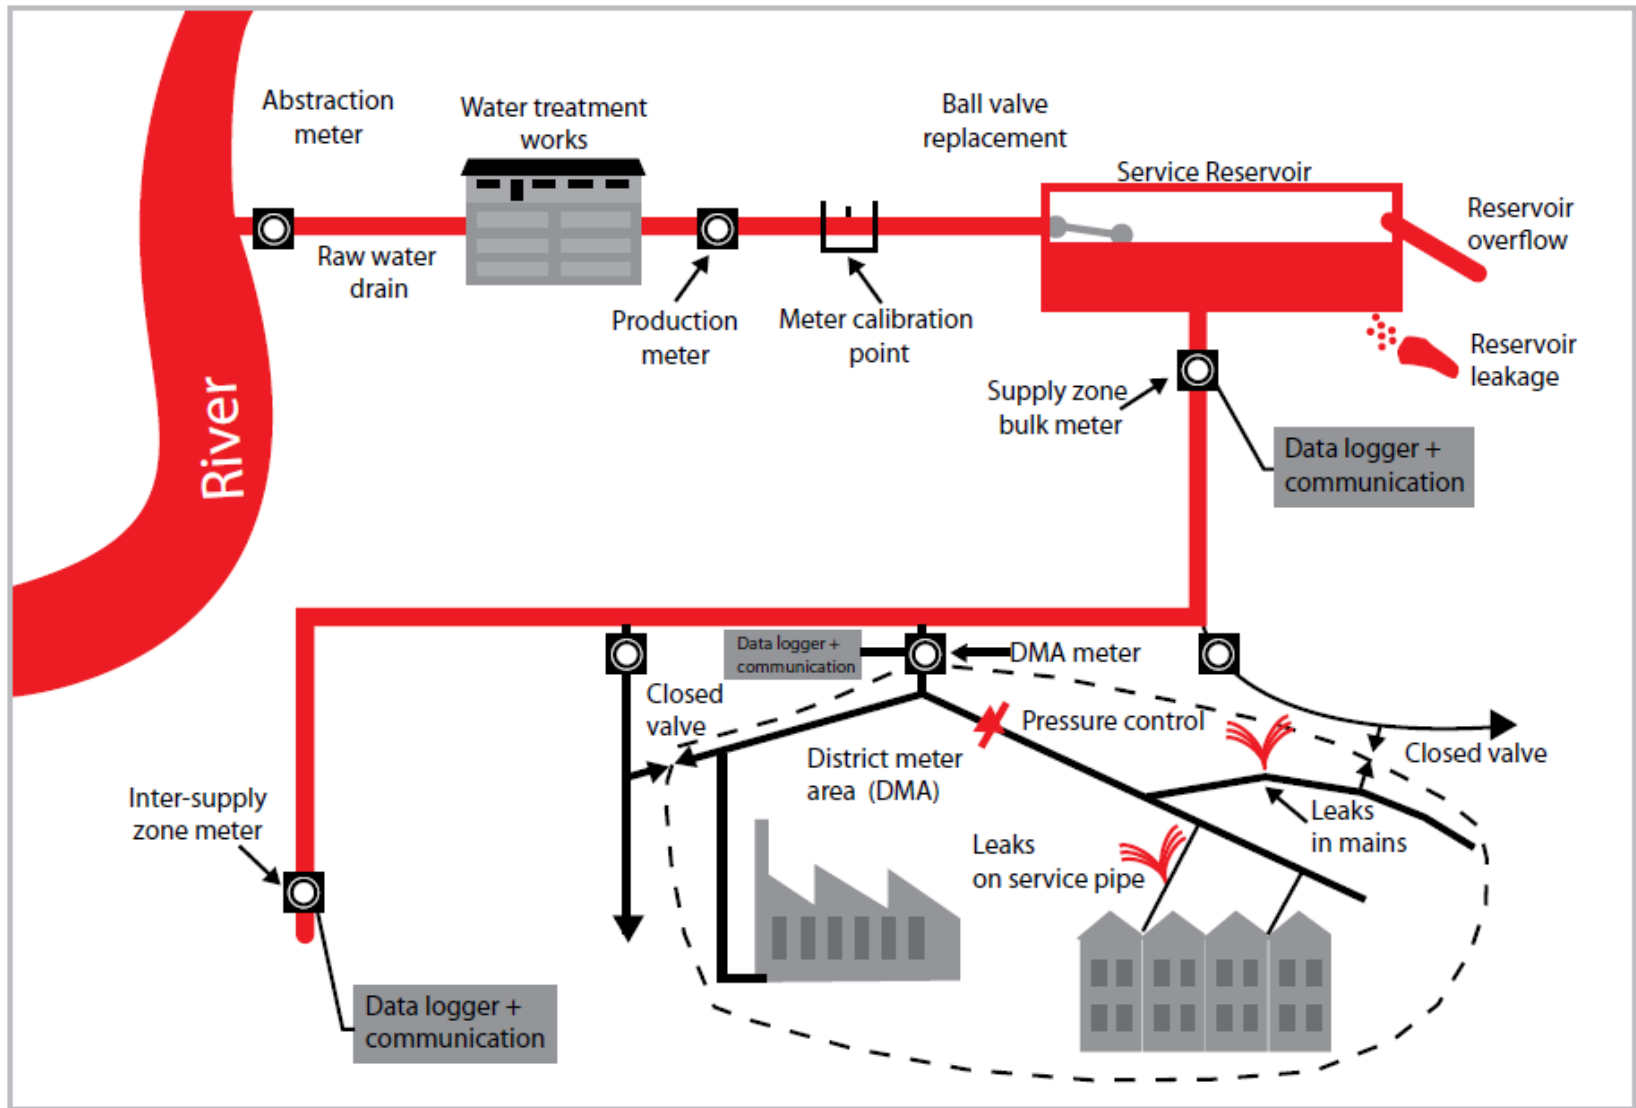 Abstraction
meter
Water treatment
works
Ball valve
replacement
Service Reservoir
Reservoir
overflow
Raw water
drain
Production
meter
Meter calibration
point
Reservoir
leakage
Supply zone
bulk meter
Data logger +
communication
River
Data logger +
communication
DMA meter
Closed
valve
Pressure control
Closed valve
District meter
area (DMA)
Inter-supply
zone meter
Leaks
in mains
Leaks
on service pipe
Data logger +
communication